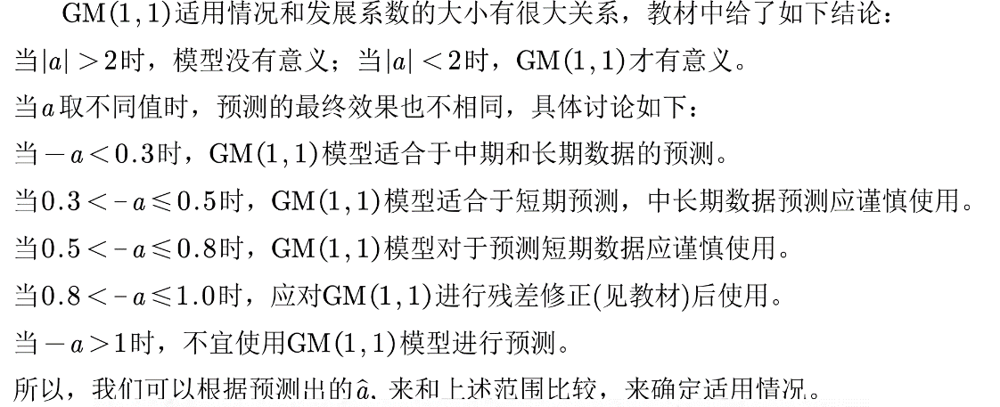 GM(1,1)适用情况和发展系数的大小有很大关系，教材中给了如下结论：
当|a|>2时，模型没有意义；当|a|<2时，GM(1,1)才有意义。
当a取不同值时，预测的最终效果也不相同，具体讨论如下：
当-a<0.3时，GM(1,1)模型适合于中期和长期数据的预测。
当0.3<-a≤0.5时，GM(1,1)模型适合于短期预测，中长期数据预测应谨慎使用。
当0.5<-a≤0.8时，GM(1,1)模型对于预测短期数据应谨慎使用。
当0.8<-a≤1.0时，应对GM(1,1)进行残差修正(见教材)后使用。
当-a>1时，不宜使用GM(1,1)模型进行预测。
所以，我们可以根据预测出的â, 来和上述范围比较，来确定适用情况。